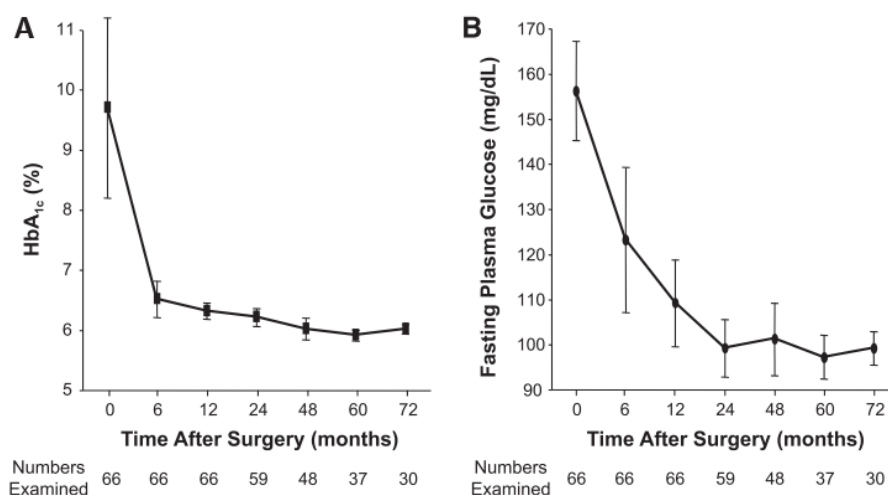 A
HbA1c (%)
11
10
9
8
7
6
5
0 6 12 24 48 60 72
Time After Surgery (months)
Numbers
Examined 66 66 66 59 48 37 30
B
Fasting Plasma Glucose (mg/dL)
170
160
150
140
130
120
110
100
90
0 6 12 24 48 60 72
Time After Surgery (months)
Numbers
Examined 66 66 66 59 48 37 30